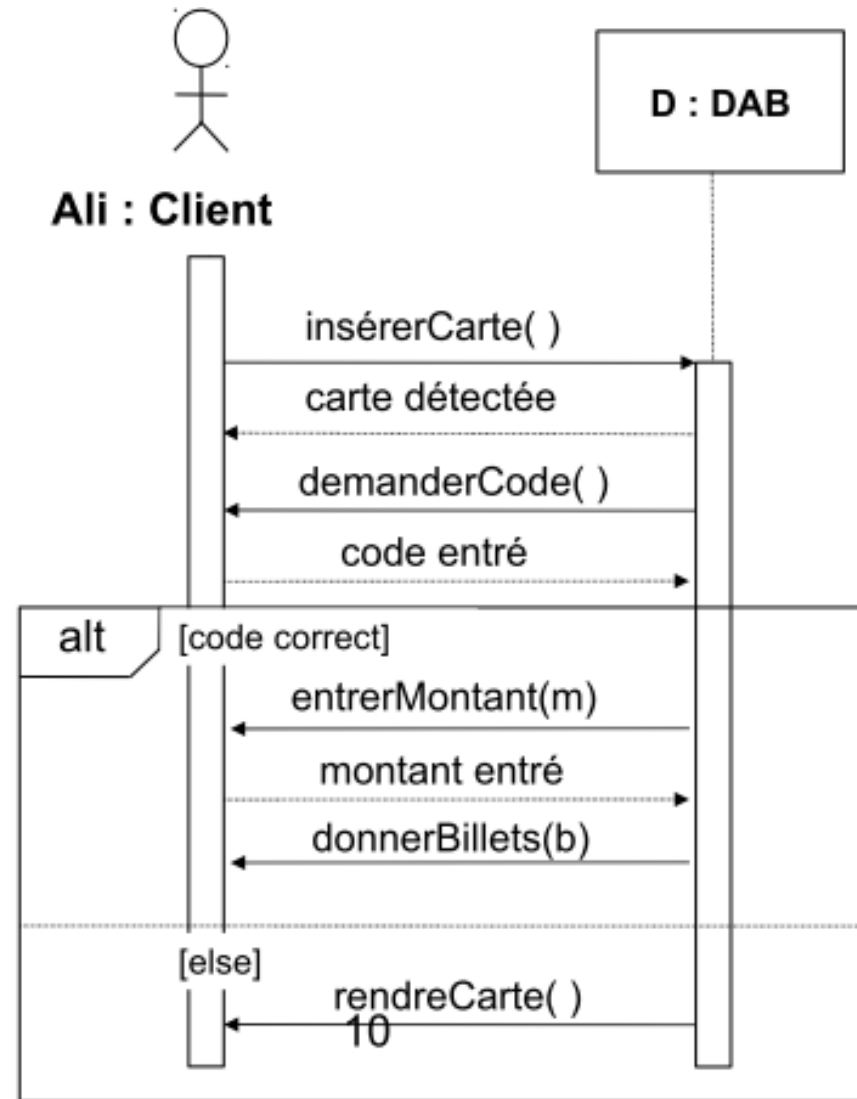 D : DAB
Ali : Client
insérerCarte( )
carte détectée
demanderCode( )
code entré
alt
[code correct]
entrerMontant(m)
montant entré
donnerBillets(b)
[else]
rendreCarte( )
10